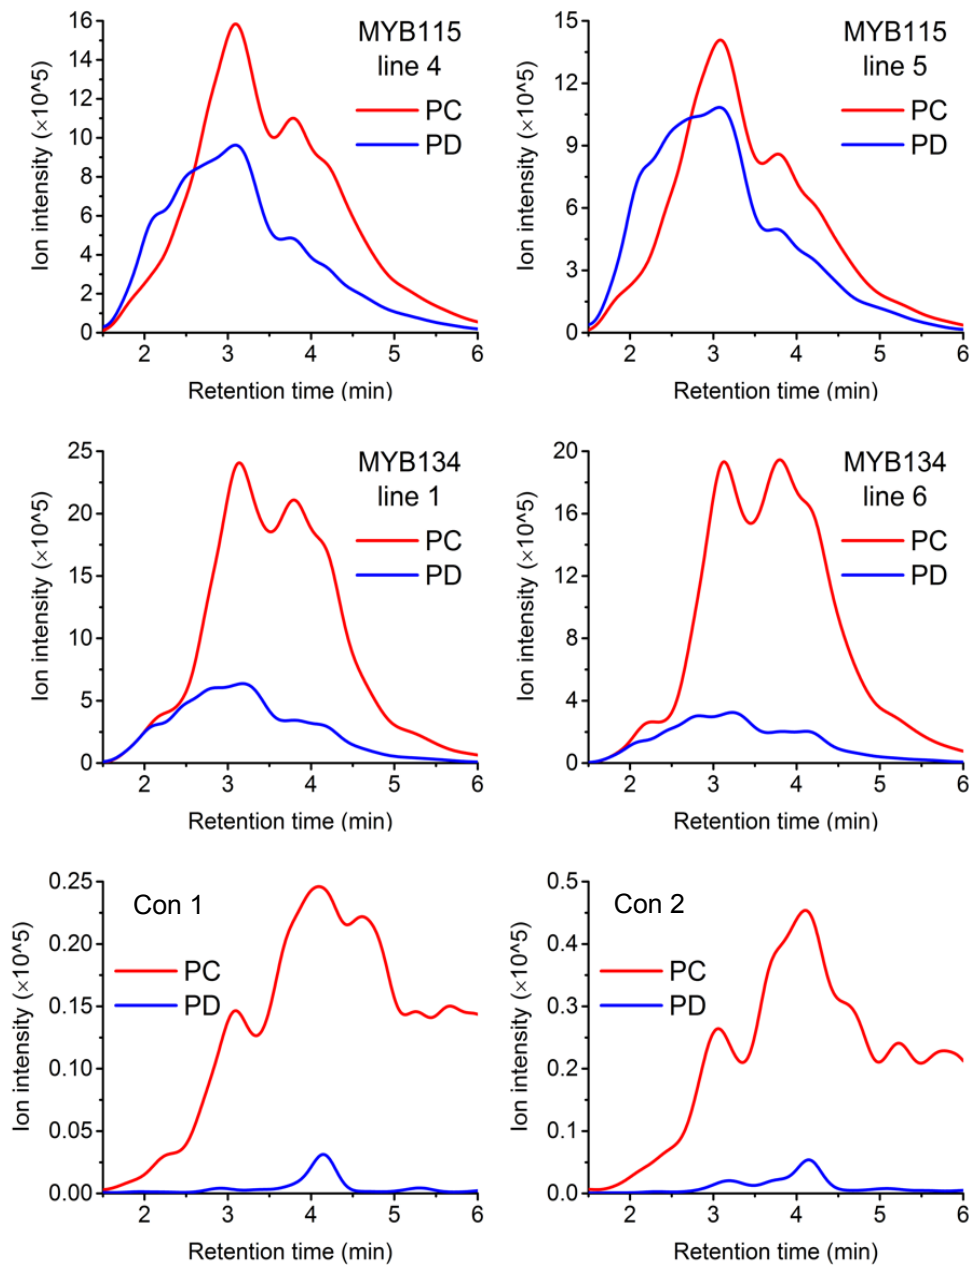 MYB115
line 4
PC
PD
16
14
12
10
8
6
4
2
0
Ion intensity (×10^5)
2 3 4 5 6
Retention time (min)
MYB115
line 5
PC
PD
15
12
9
6
3
0
Ion intensity (×10^5)
2 3 4 5 6
Retention time (min)
MYB134
line 1
PC
PD
25
20
15
10
5
0
Ion intensity (×10^5)
2 3 4 5 6
Retention time (min)
MYB134
line 6
PC
PD
20
16
12
8
4
0
Ion intensity (×10^5)
2 3 4 5 6
Retention time (min)
Con 1
PC
PD
0.25
0.20
0.15
0.10
0.05
0.00
Ion intensity (×10^5)
2 3 4 5 6
Retention time (min)
Con 2
PC
PD
0.5
0.4
0.3
0.2
0.1
0.0
Ion intensity (×10^5)
2 3 4 5 6
Retention time (min)